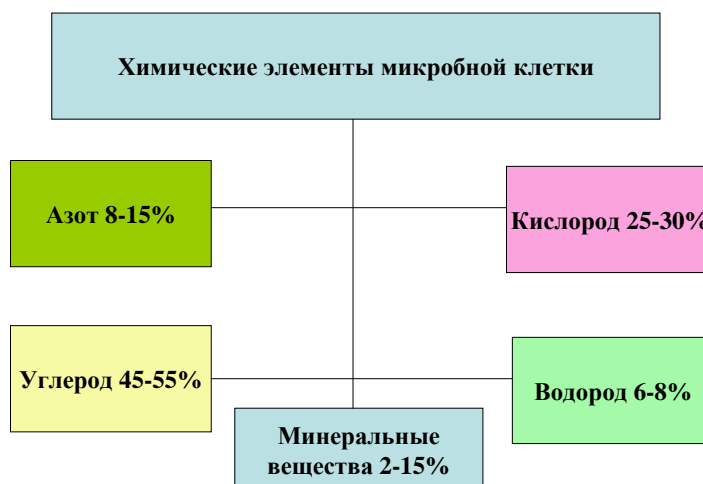 Химические элементы микробной клетки
Азот 8-15%
Кислород 25-30%
Углерод 45-55%
Водород 6-8%
Минеральные
вещества 2-15%